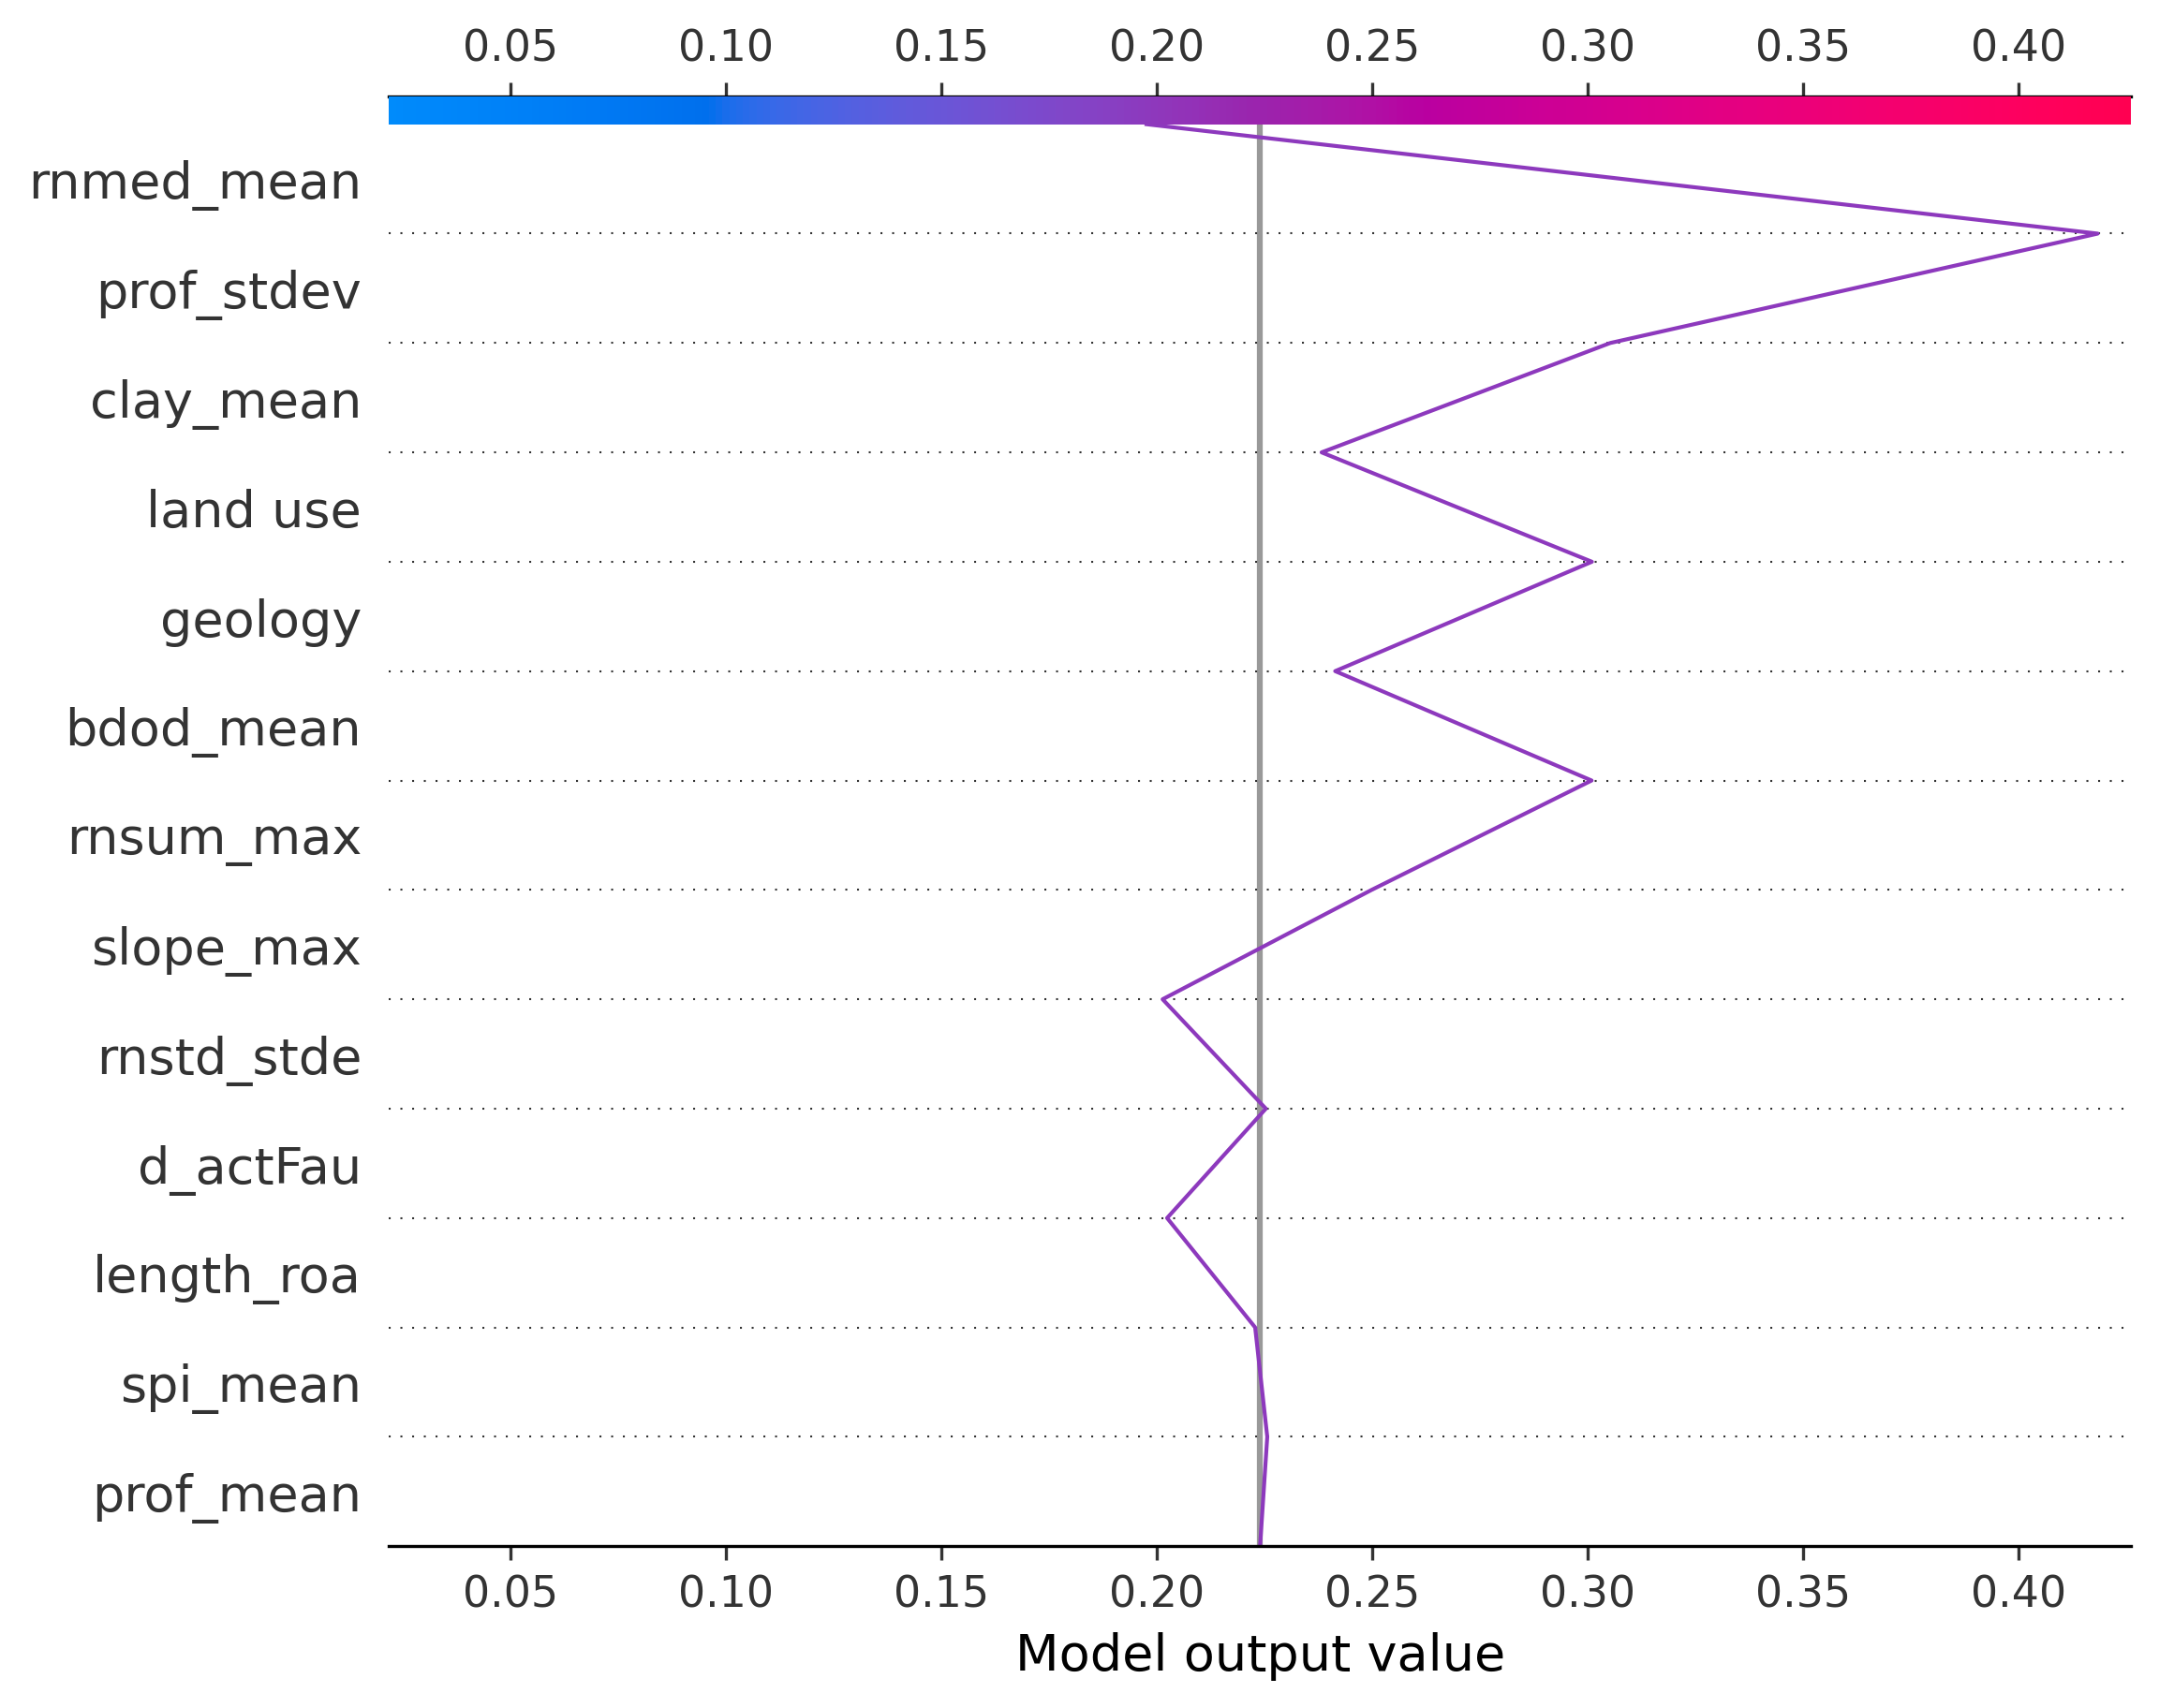 0.05 0.10 0.15 0.20 0.25 0.30 0.35 0.40
rnmed_mean
prof_stdev
clay_mean
land use
geology
bdod_mean
rnsum_max
slope_max
rnstd_stde
d_actFau
length_roa
spi_mean
prof_mean
0.05 0.10 0.15 0.20 0.25 0.30 0.35 0.40
Model output value